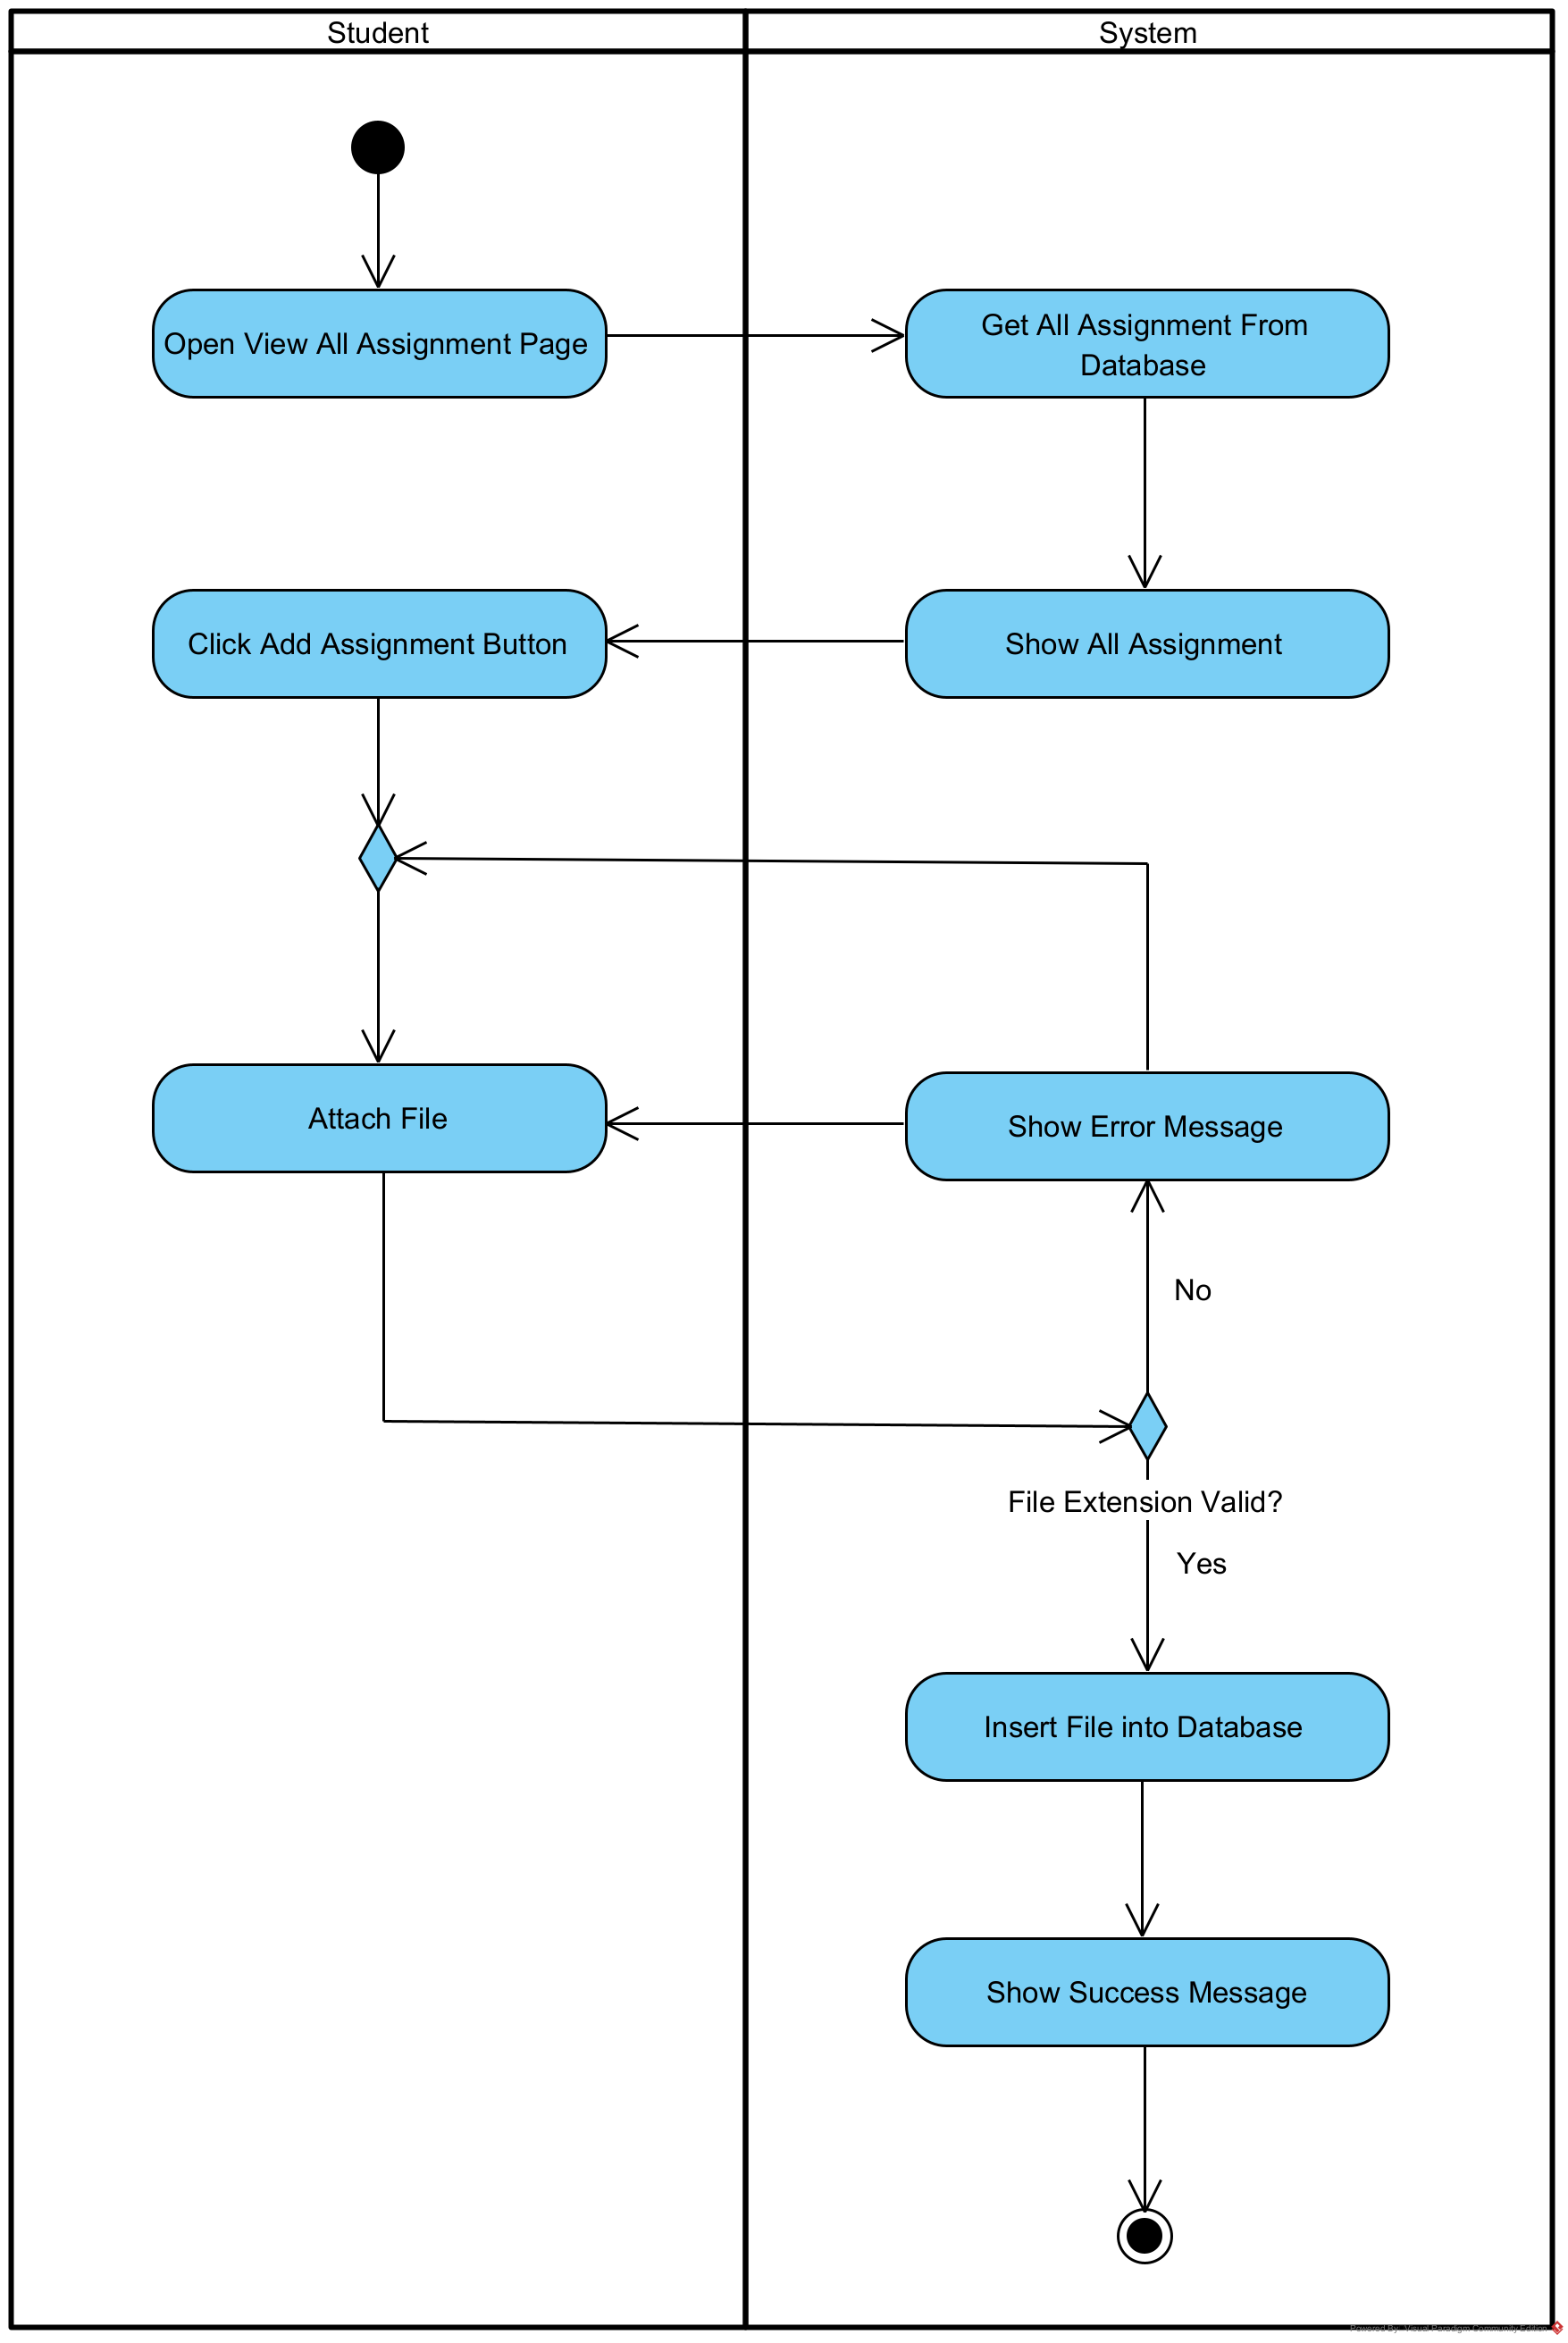 Student
System
Open View All Assignment Page
Get All Assignment From
Database
Click Add Assignment Button
Show All Assignment
Attach File
Show Error Message
No
File Extension Valid?
Yes
Insert File into Database
Show Success Message
Powered By: Visual Paradigm Community Edition